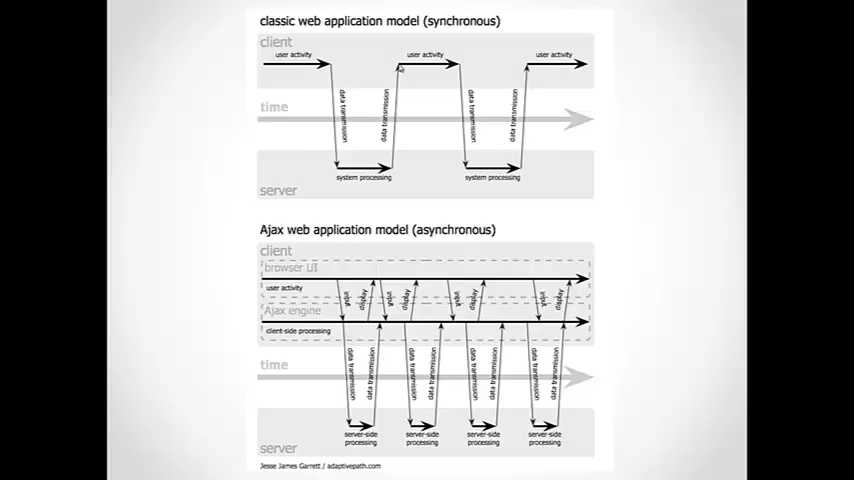 classic web application model (synchronous)
client
user activity
user activity
user activity
data transmission
data transmission
data transmission
data transmission
time
system processing
system processing
server
Ajax web application model (asynchronous)
client
browser UI
user activity
input
display
input
display
input
display
input
display
Ajax engine
client-side processing
data transmission
data transmission
data transmission
data transmission
data transmission
data transmission
data transmission
data transmission
time
server-side
processing
server-side
processing
server-side
processing
server-side
processing
server
Jesse James Garrett / adaptivepath.com